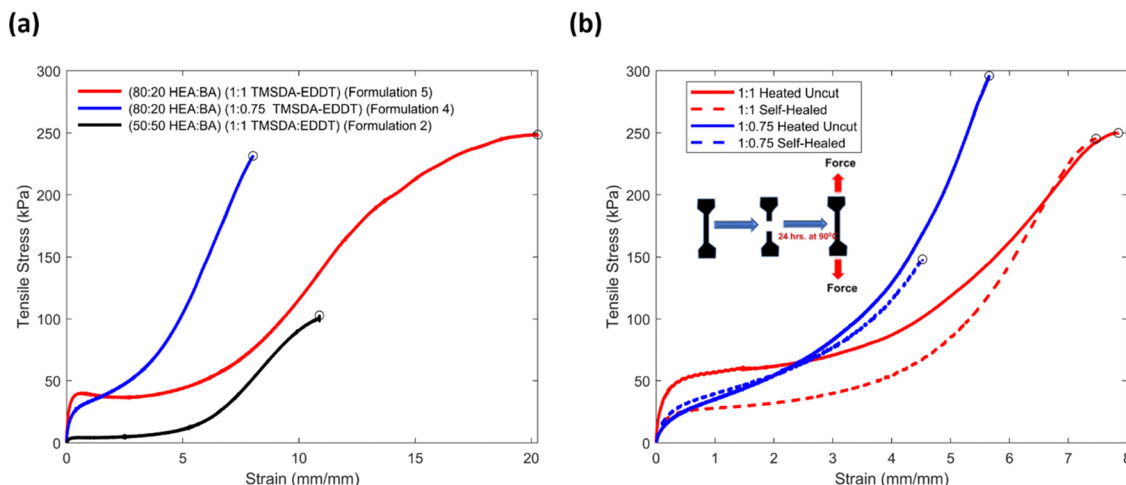 (a)
(b)
300
250
200
150
100
50
0
Tensile Stress (kPa)
(80:20 HEA:BA) (1:1 TMSDA-EDDT) (Formulation 5)
(80:20 HEA:BA) (1:0.75 TMSDA-EDDT) (Formulation 4)
(50:50 HEA:BA) (1:1 TMSDA:EDDT) (Formulation 2)
0 5 10 15 20
Strain (mm/mm)
300
250
200
150
100
50
0
Tensile Stress (kPa)
1:1 Heated Uncut
1:1 Self-Healed
1:0.75 Heated Uncut
1:0.75 Self-Healed
Force
24 hrs. at 90⁰C
Force
0 1 2 3 4 5 6 7 8
Strain (mm/mm)